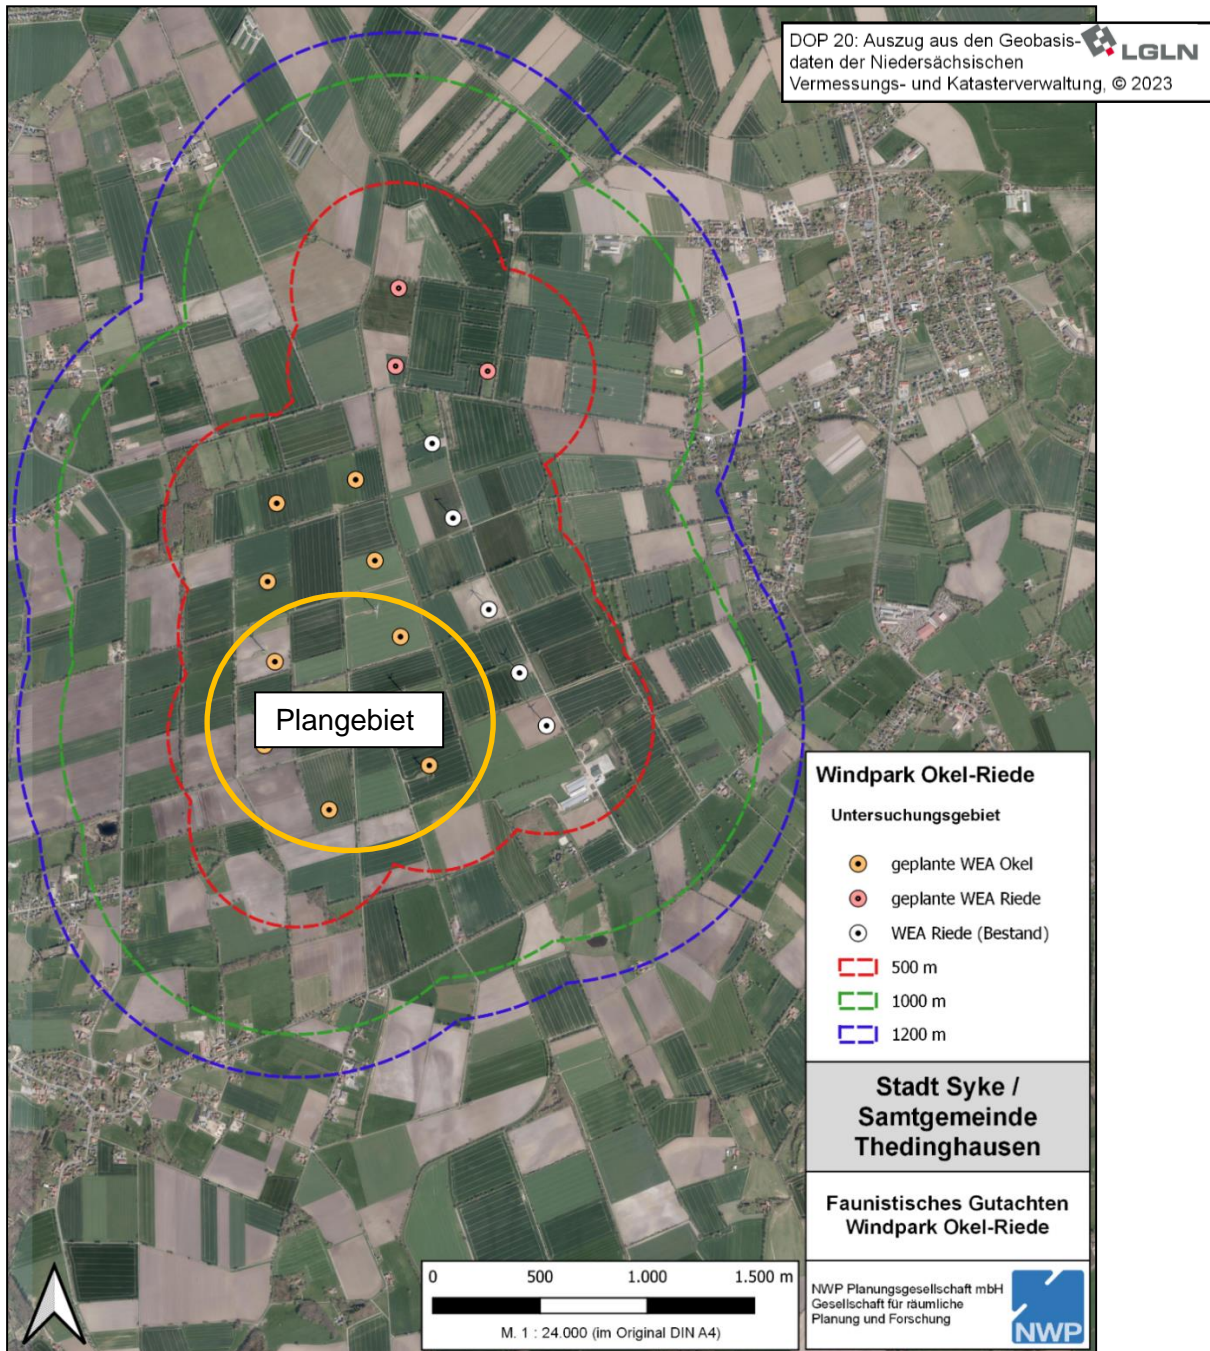 DOP 20: Auszug aus den Geobasis-
daten der Niedersächsischen
Vermessungs- und Katasterverwaltung, © 2023
LGLN
Plangebiet
Windpark Okel-Riede
Untersuchungsgebiet
geplante WEA Okel
geplante WEA Riede
WEA Riede (Bestand)
500 m
1000 m
1200 m
Stadt Syke /
Samtgemeinde
Thedinghausen
Faunistisches Gutachten
Windpark Okel-Riede
0 500 1.000 1.500 m
M. 1 : 24.000 (im Original DIN A4)
NWP Planungsgesellschaft mbH
Gesellschaft für räumliche
Planung und Forschung
NWP